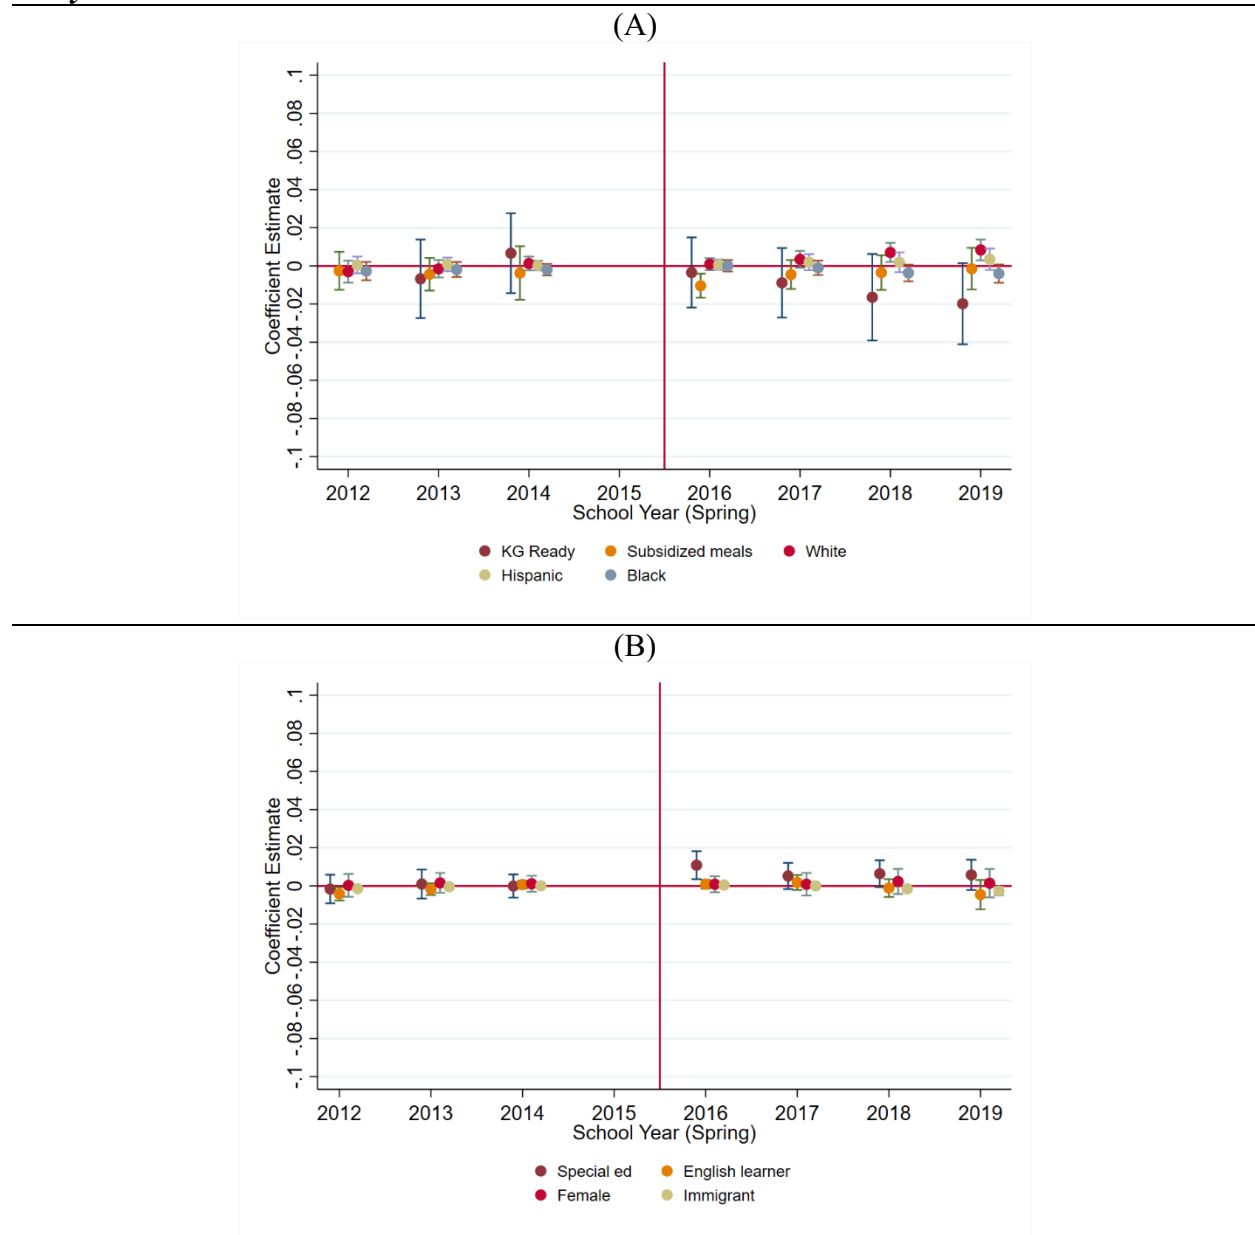 (A)
.1
.08
.06
.04
.02
0
-.02
-.04
-.06
-.08
-.1
Coefficient Estimate
2012 2013 2014 2015 2016 2017 2018 2019
School Year (Spring)
KG Ready Subsidized meals White
Hispanic Black
(B)
.1
.08
.06
.04
.02
0
-.02
-.04
-.06
-.08
-.1
Coefficient Estimate
2012 2013 2014 2015 2016 2017 2018 2019
School Year (Spring)
Special ed English learner
Female Immigrant